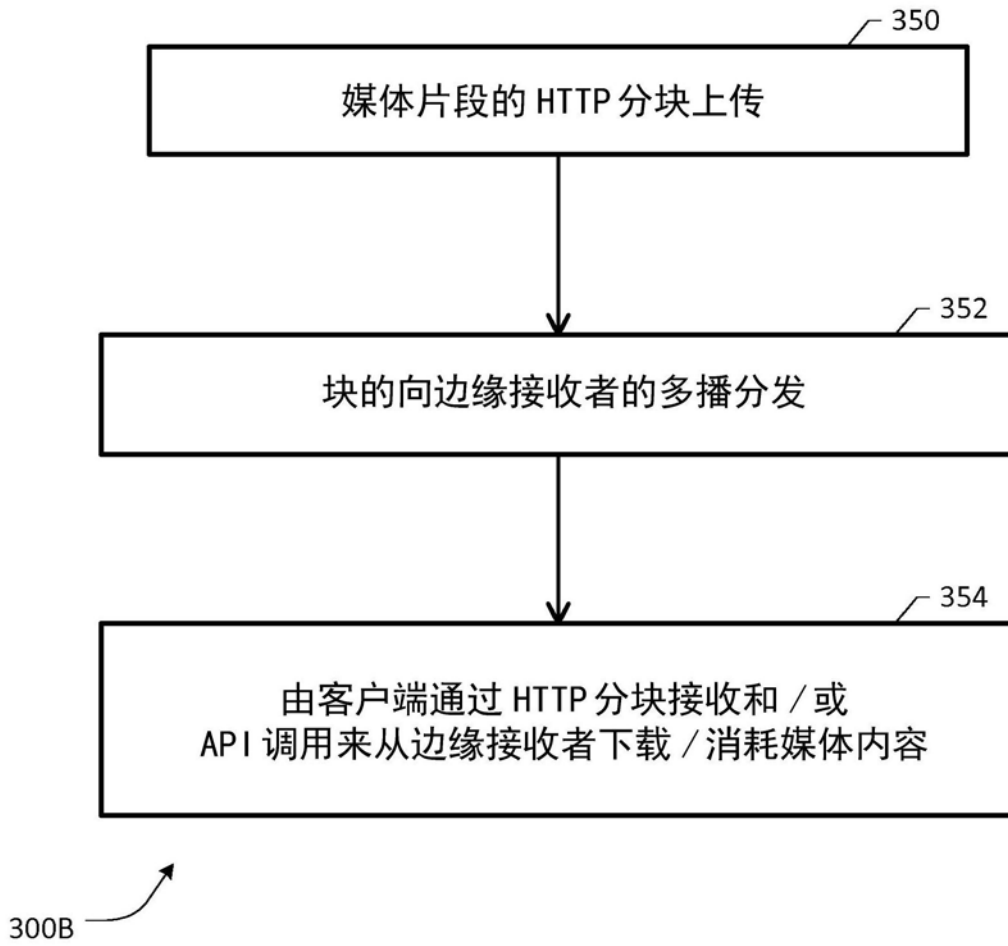 350
媒体片段的 HTTP 分块上传
352
块的向边缘接收者的多播分发
354
由客户端通过 HTTP 分块接收和 / 或
API 调用来从边缘接收者下载 / 消耗媒体内容
300B